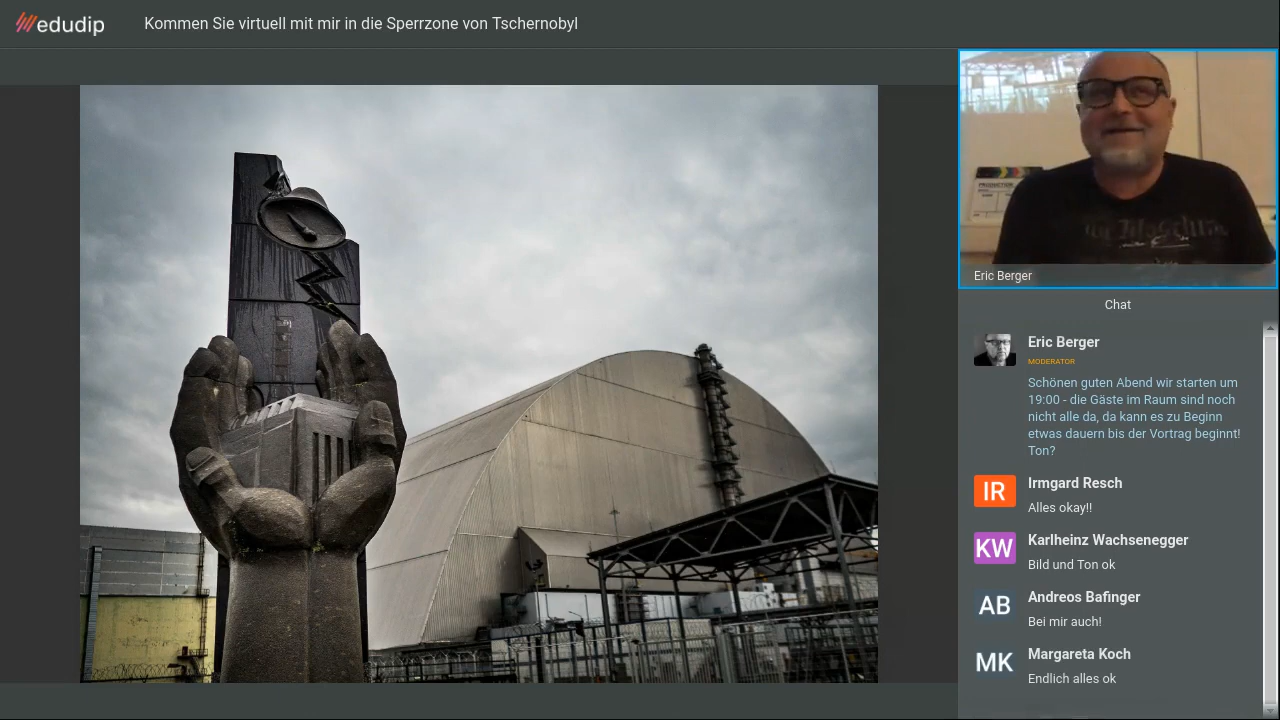 edudip
Kommen Sie virtuell mit mir in die Sperrzone von Tschernobyl
PRODUCTION
Eric Berger
Chat
Eric Berger
MODERATOR
Schönen guten Abend wir starten um
19:00 - die Gäste im Raum sind noch
nicht alle da, da kann es zu Beginn
etwas dauern bis der Vortrag beginnt!
Ton?
IR
Irmgard Resch
Alles okay!!
KW
Karlheinz Wachsenegger
Bild und Ton ok
AB
Andreos Bafinger
Bei mir auch!
MK
Margareta Koch
Endlich alles ok